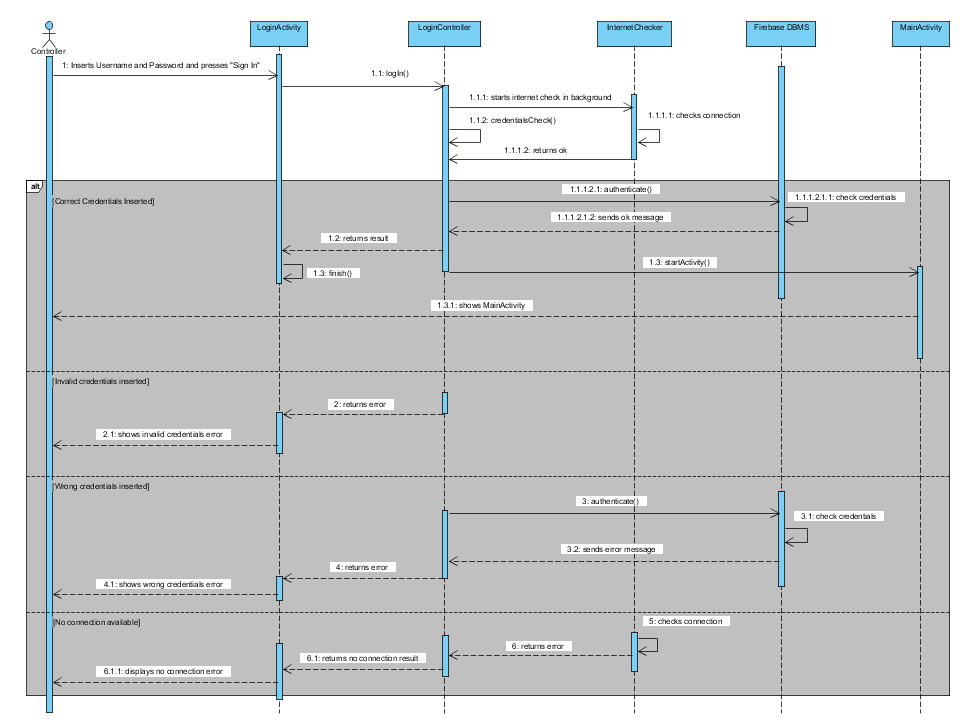 LoginActivity
LoginController
InternetChecker
Firebase DBMS
MainActivity
Controller
1: Inserts Username and Password and presses "Sign In"
1.1: logIn()
1.1.1: starts internet check in background
1.1.2: credentialsCheck()
1.1.1.1: checks connection
1.1.1.2: returns ok
alt
[Correct Credentials Inserted]
1.1.1.2.1: authenticate()
1.1.1.2.1.1: check credentials
1.1.1.2.1.2: sends ok message
1.2: returns result
1.3: startActivity()
1.3: finish()
1.3.1: shows MainActivity
[Invalid credentials inserted]
2: returns error
2.1: shows invalid credentials error
[Wrong credentials inserted]
3: authenticate()
3.1: check credentials
3.2: sends error message
4: returns error
4.1: shows wrong credentials error
[No connection available]
5: checks connection
6: returns error
6.1: returns no connection result
6.1.1: displays no connection error